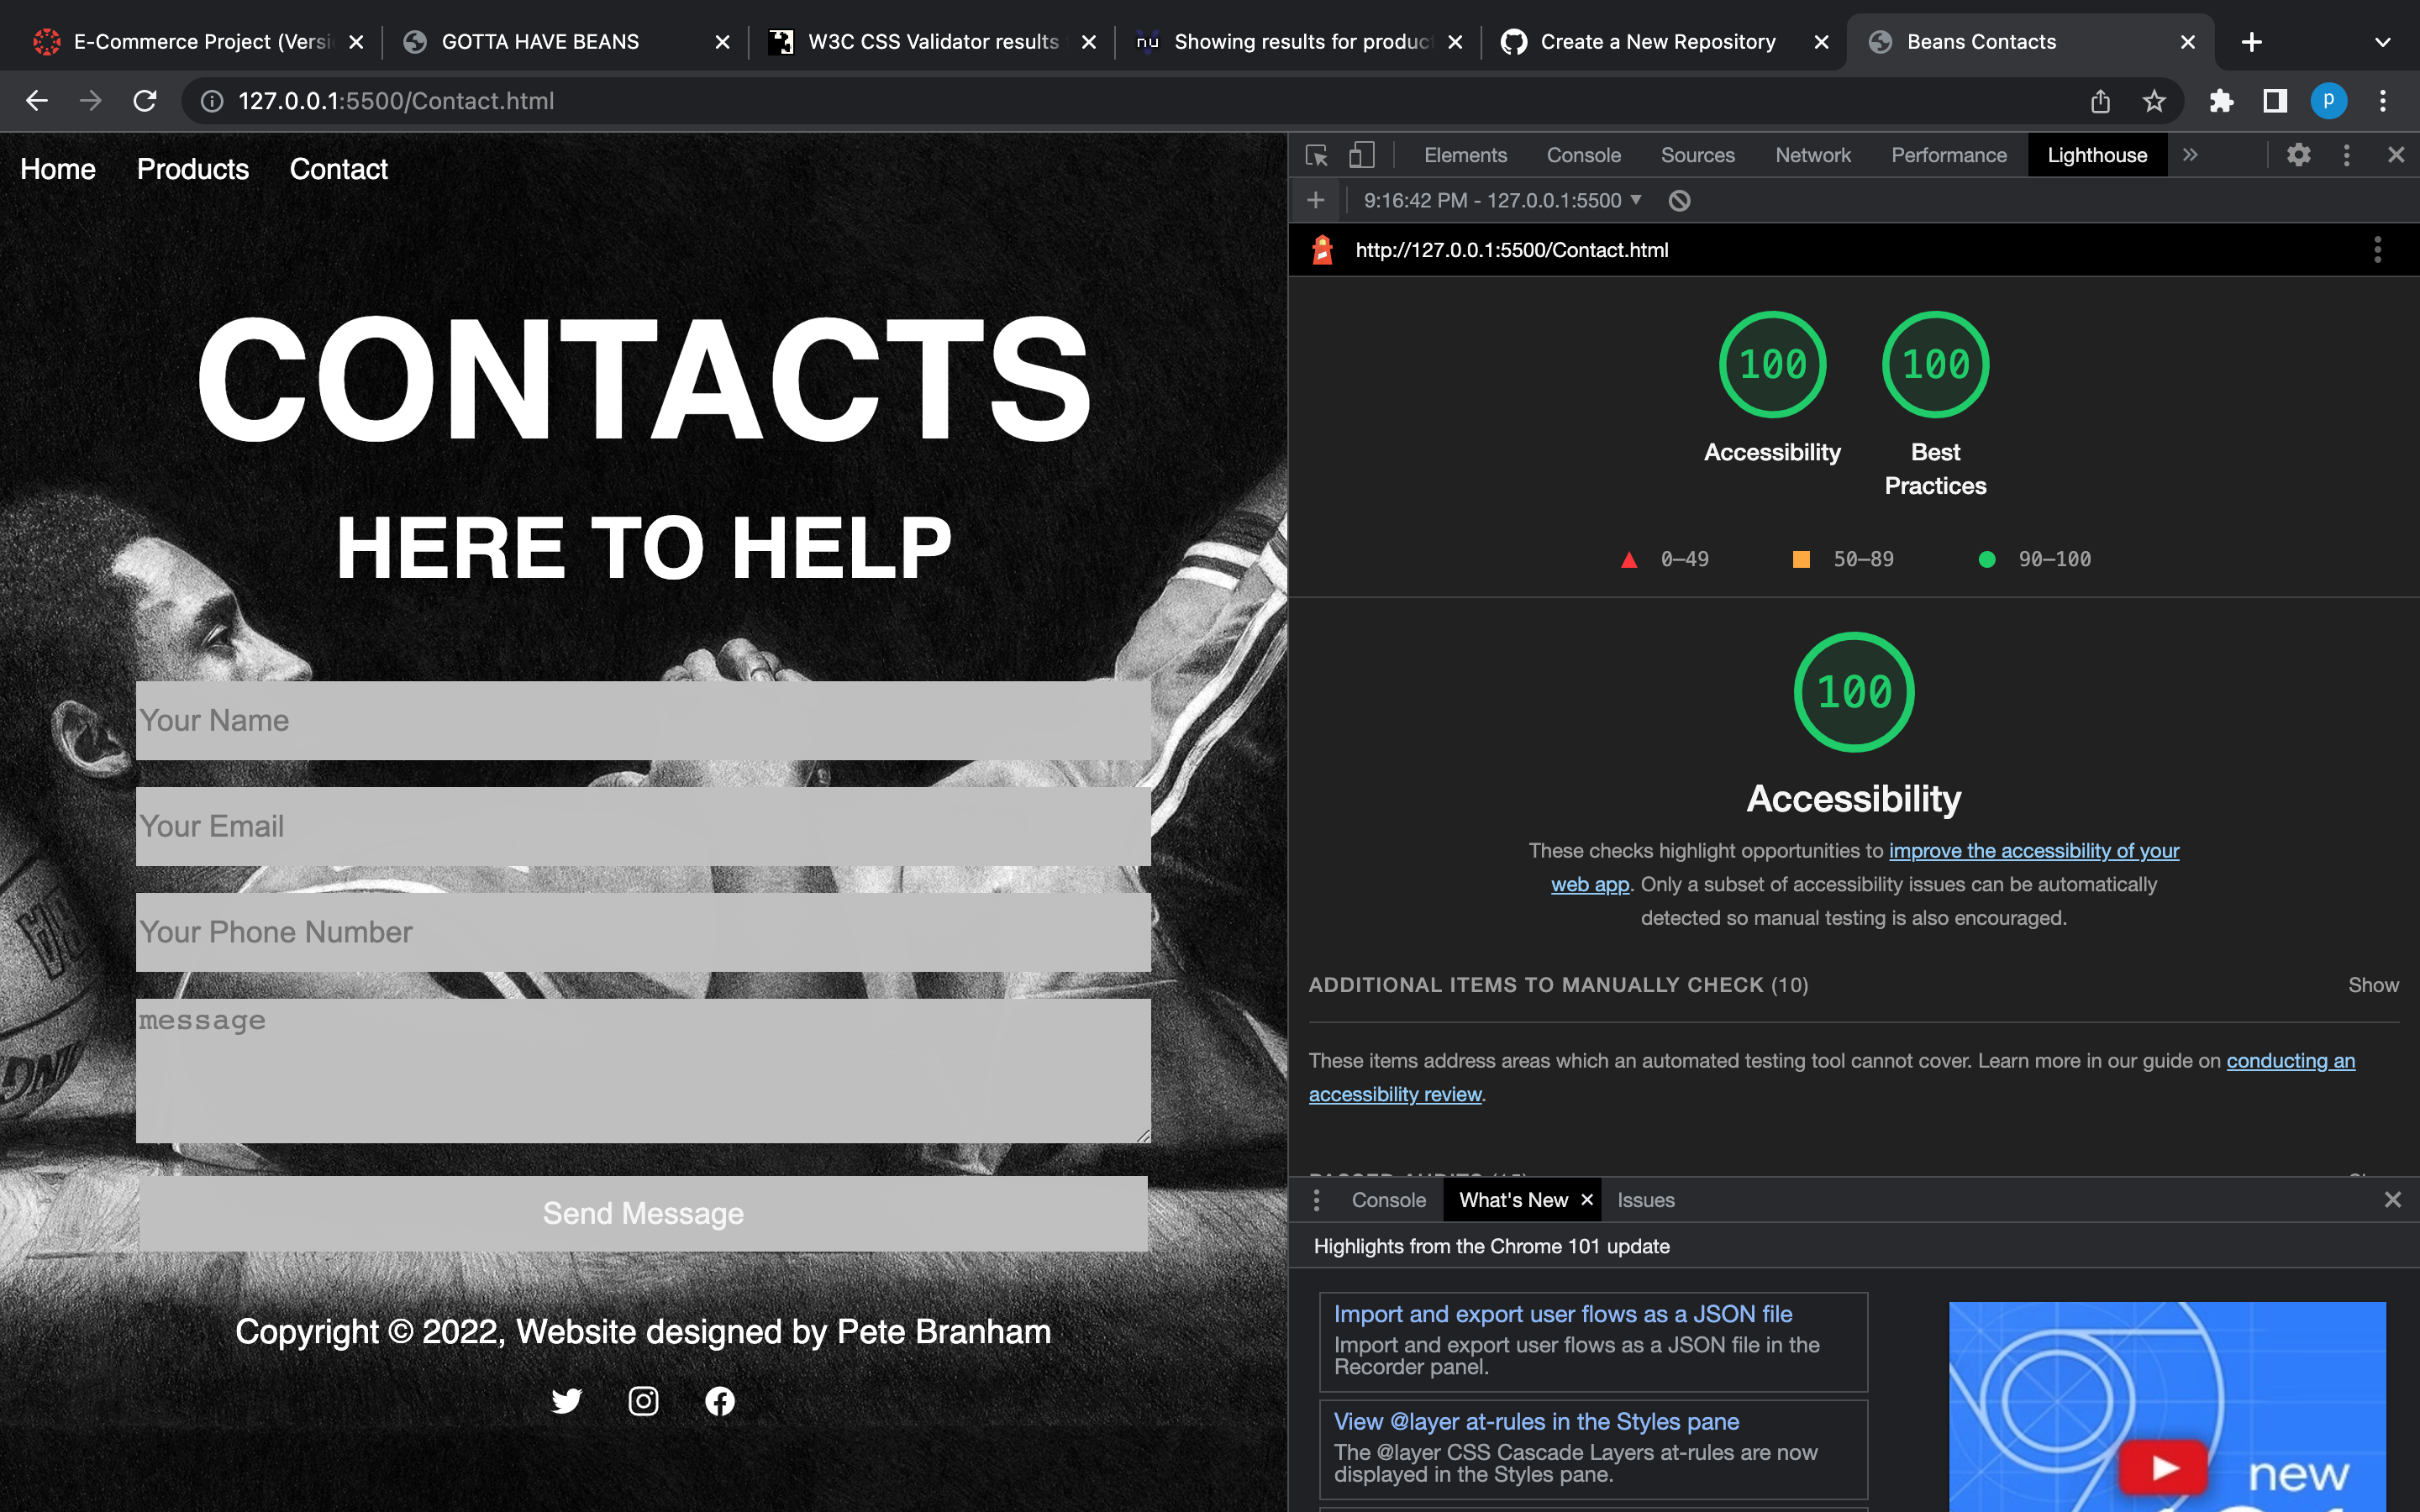 E-Commerce Project (Versi
GOTTA HAVE BEANS
W3C CSS Validator results
Showing results for produc
Create a New Repository
Beans Contacts
127.0.0.1:5500/Contact.html
p
Home Products Contact
CONTACTS
HERE TO HELP
Your Name
Your Email
Your Phone Number
message
Send Message
Copyright © 2022, Website designed by Pete Branham
Elements Console Sources Network Performance Lighthouse
9:16:42 PM - 127.0.0.1:5500
http://127.0.0.1:5500/Contact.html
100 100
Accessibility Best
Practices
0–49 50–89 90–100
100
Accessibility
These checks highlight opportunities to improve the accessibility of your
web app. Only a subset of accessibility issues can be automatically
detected so manual testing is also encouraged.
ADDITIONAL ITEMS TO MANUALLY CHECK (10) Show
These items address areas which an automated testing tool cannot cover. Learn more in our guide on conducting an
accessibility review.
Console What's New Issues
Highlights from the Chrome 101 update
Import and export user flows as a JSON file
Import and export user flows as a JSON file in the
Recorder panel.
View @layer at-rules in the Styles pane
The @layer CSS Cascade Layers at-rules are now
displayed in the Styles pane.
new